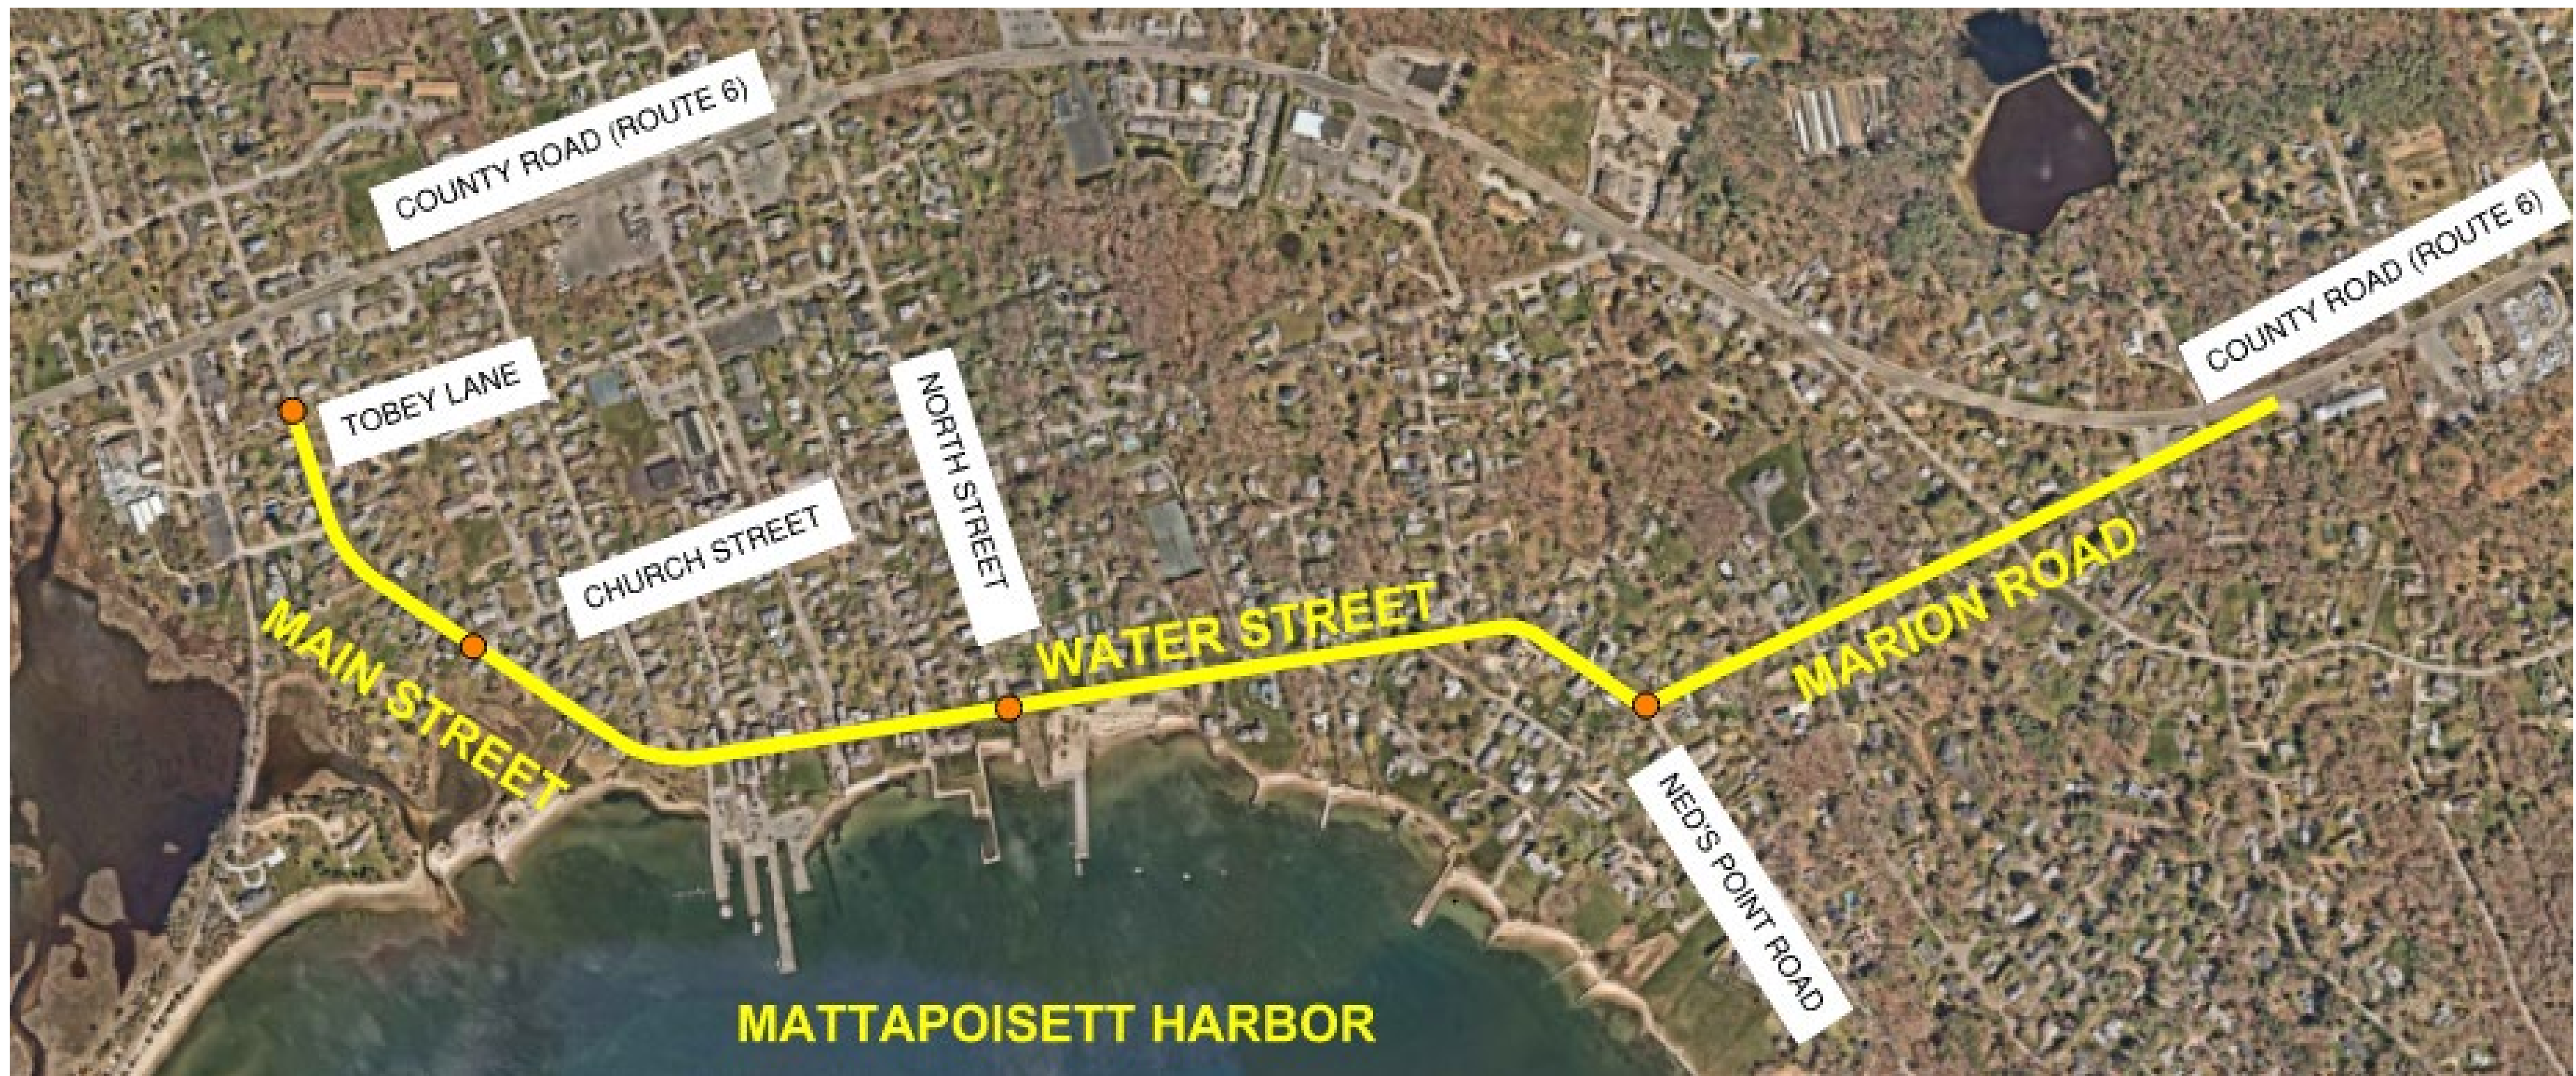 COUNTY ROAD (ROUTE 6)
COUNTY ROAD (ROUTE 6)
TOBEY LANE
NORTH STREET
CHURCH STREET
WATER STREET
MARION ROAD
MAIN STREET
NED'S POINT ROAD
MATTAPOISETT HARBOR